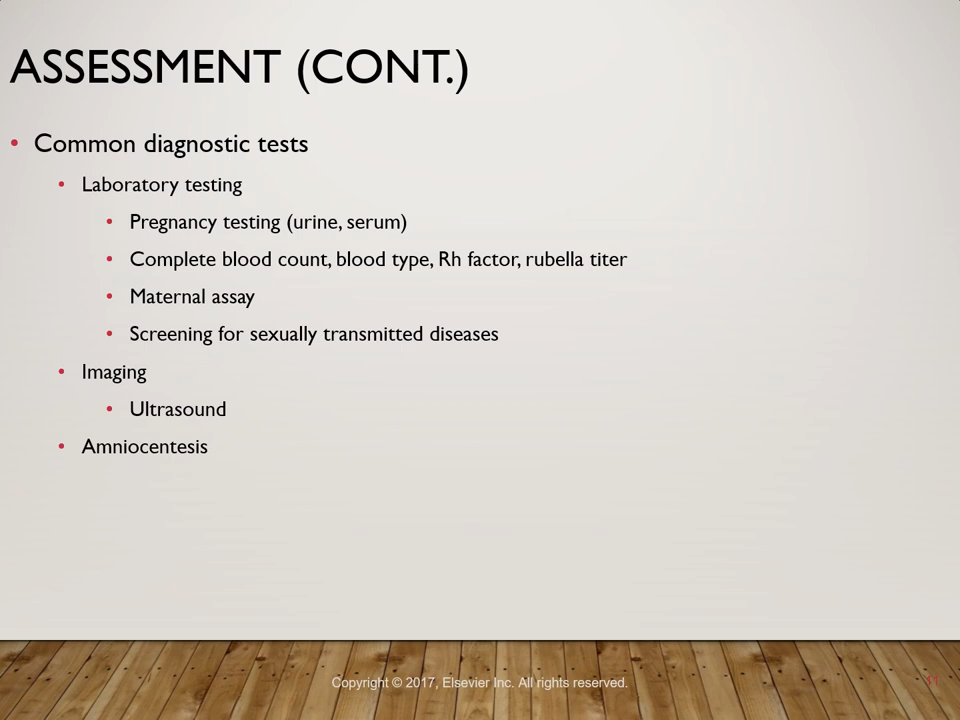 ASSESSMENT (CONT.)
• Common diagnostic tests
• Laboratory testing
• Pregnancy testing (urine, serum)
• Complete blood count, blood type, Rh factor, rubella titer
• Maternal assay
• Screening for sexually transmitted diseases
• Imaging
• Ultrasound
• Amniocentesis
Copyright © 2017, Elsevier Inc. All rights reserved.
11